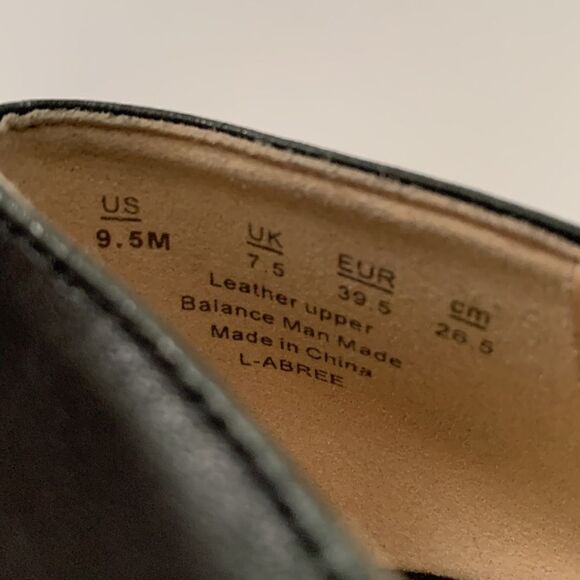 US UK EUR cm
9.5M 7.5 39.5 26.5
Leather upper
Balance Man Made
Made in China
L-ABREE